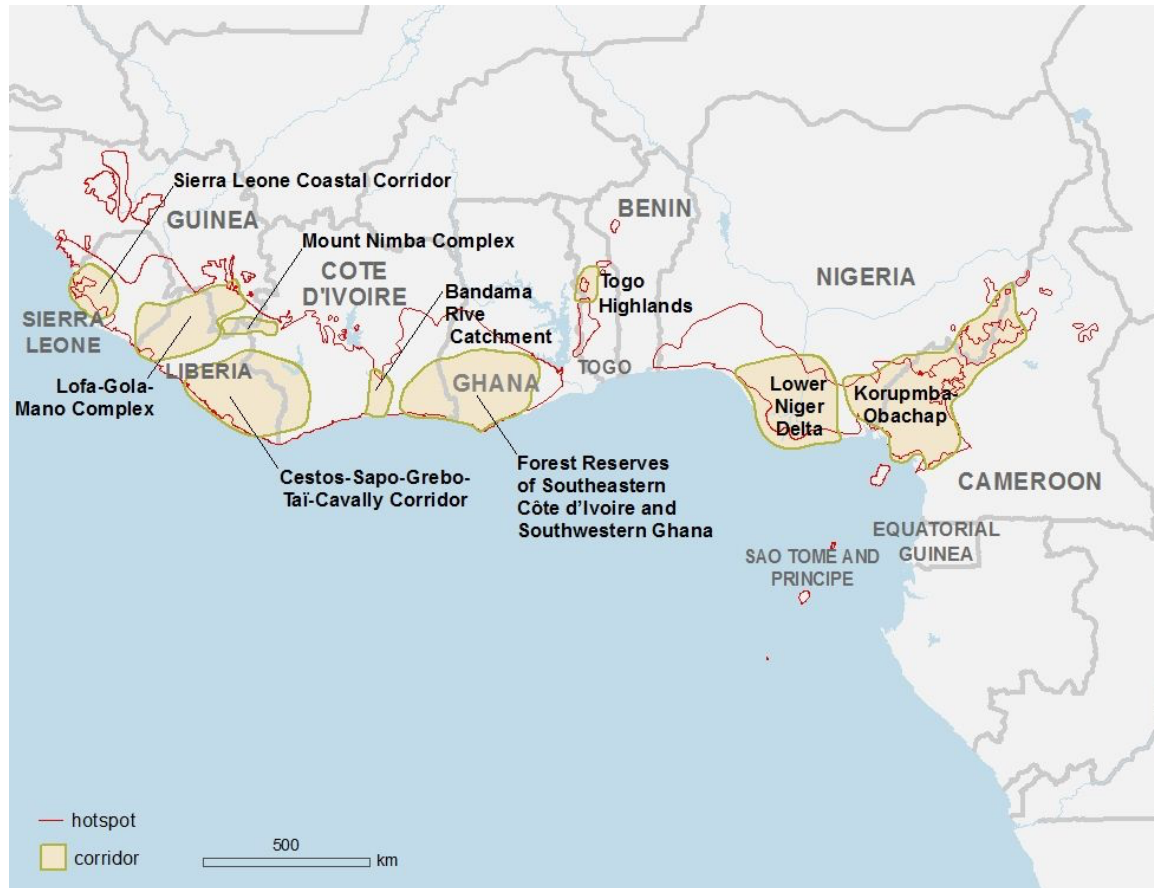 Sierra Leone Coastal Corridor
GUINEA
BENIN
Mount Nimba Complex
COTE
D'IVOIRE
NIGERIA
Togo
Highlands
Bandama
Rive
Catchment
SIERRA
LEONE
LIBERIA
GHANA
TOGO
Lofa-Gola-
Mano Complex
Lower
Niger
Delta
Korupmba-
Obachap
Cestos-Sapo-Grebo-
Taï-Cavally Corridor
Forest Reserves
of Southeastern
Côte d'Ivoire and
Southwestern Ghana
CAMEROON
EQUATORIAL
GUINEA
SAO TOME AND
PRINCIPE
hotspot
corridor
500
km